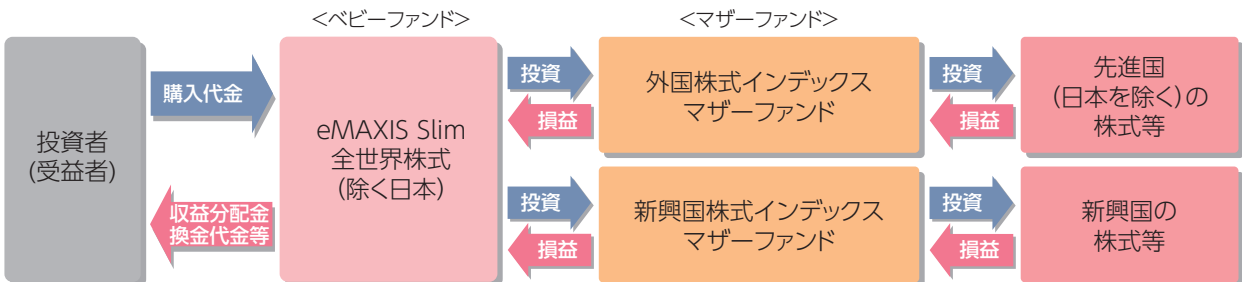 <ベビーファンド>
<マザーファンド>
投資者
(受益者)
購入代金
収益分配金
換金代金等
eMAXIS Slim
全世界株式
(除く日本)
投資
損益
外国株式インデックス
マザーファンド
投資
損益
先進国
(日本を除く)の
株式等
投資
損益
新興国株式インデックス
マザーファンド
投資
損益
新興国の
株式等